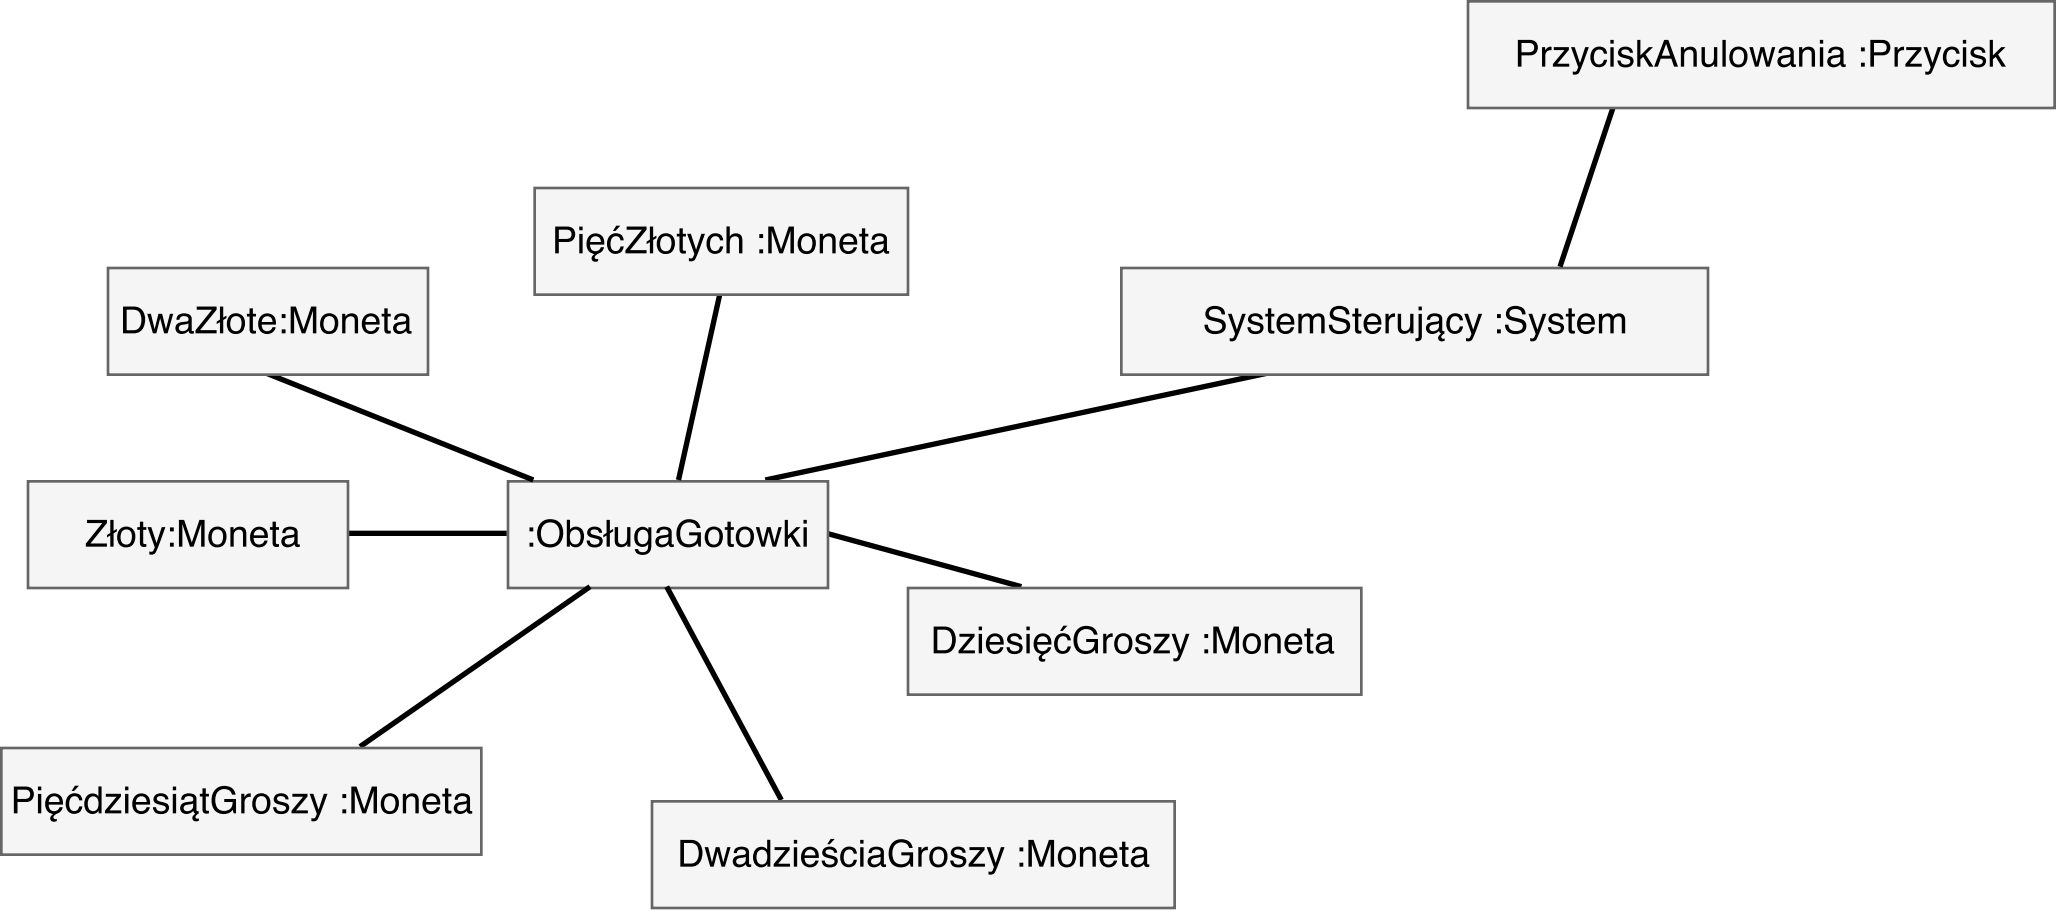 PrzyciskAnulowania :Przycisk
PięćZłotych :Moneta
DwaZłote:Moneta
SystemSterujący :System
Złoty:Moneta
:ObsługaGotowki
DziesięćGroszy :Moneta
PięćdziesiątGroszy :Moneta
DwadzieściaGroszy :Moneta